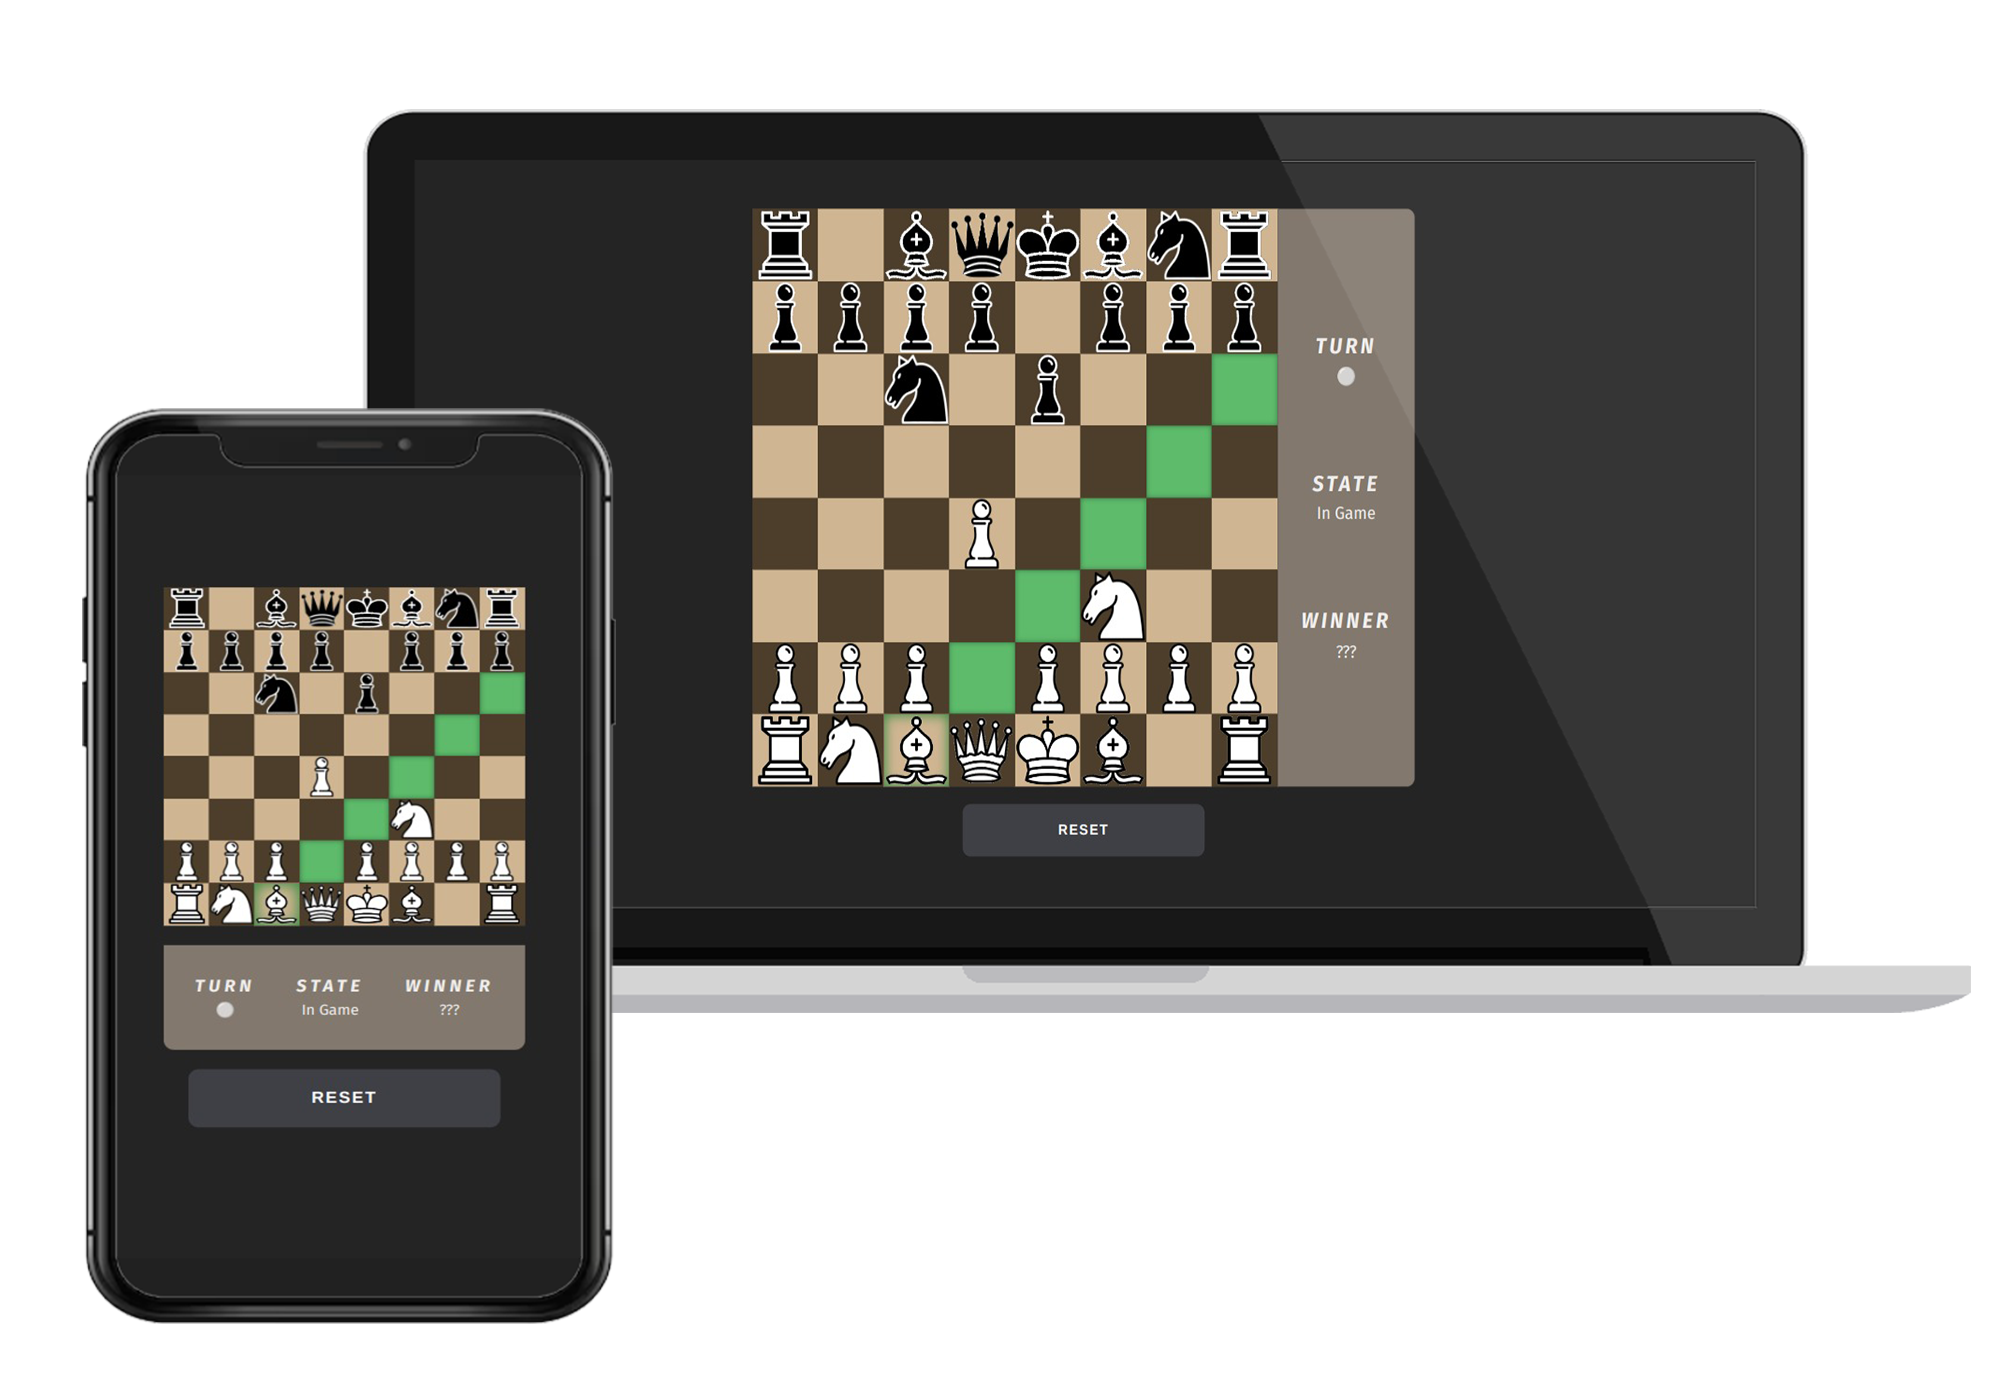 TURN
STATE
In Game
WINNER
???
RESET
TURN STATE WINNER
In Game ???
RESET